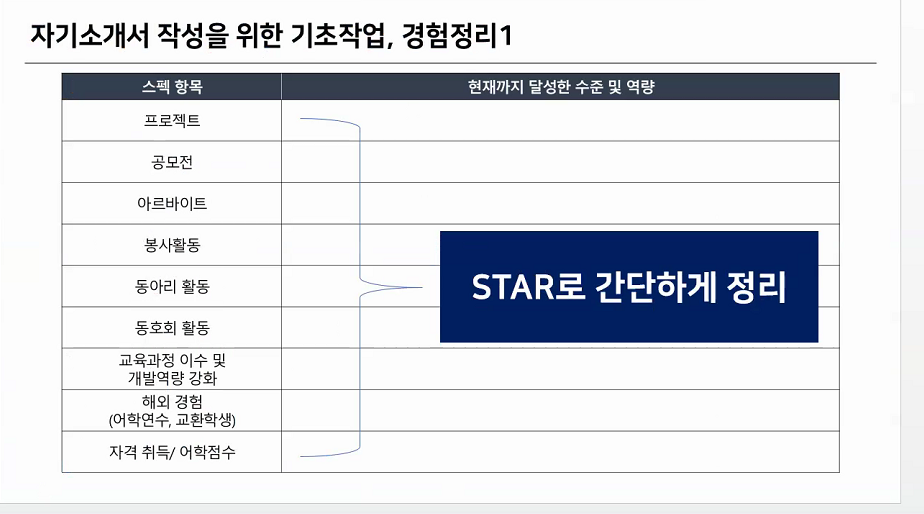 자기소개서 작성을 위한 기초작업, 경험정리1
스펙 항목
현재까지 달성한 수준 및 역량
프로젝트
공모전
아르바이트
봉사활동
동아리 활동
동호회 활동
교육과정 이수 및
개발역량 강화
해외 경험
(어학연수, 교환학생)
자격 취득/ 어학점수
STAR로 간단하게 정리